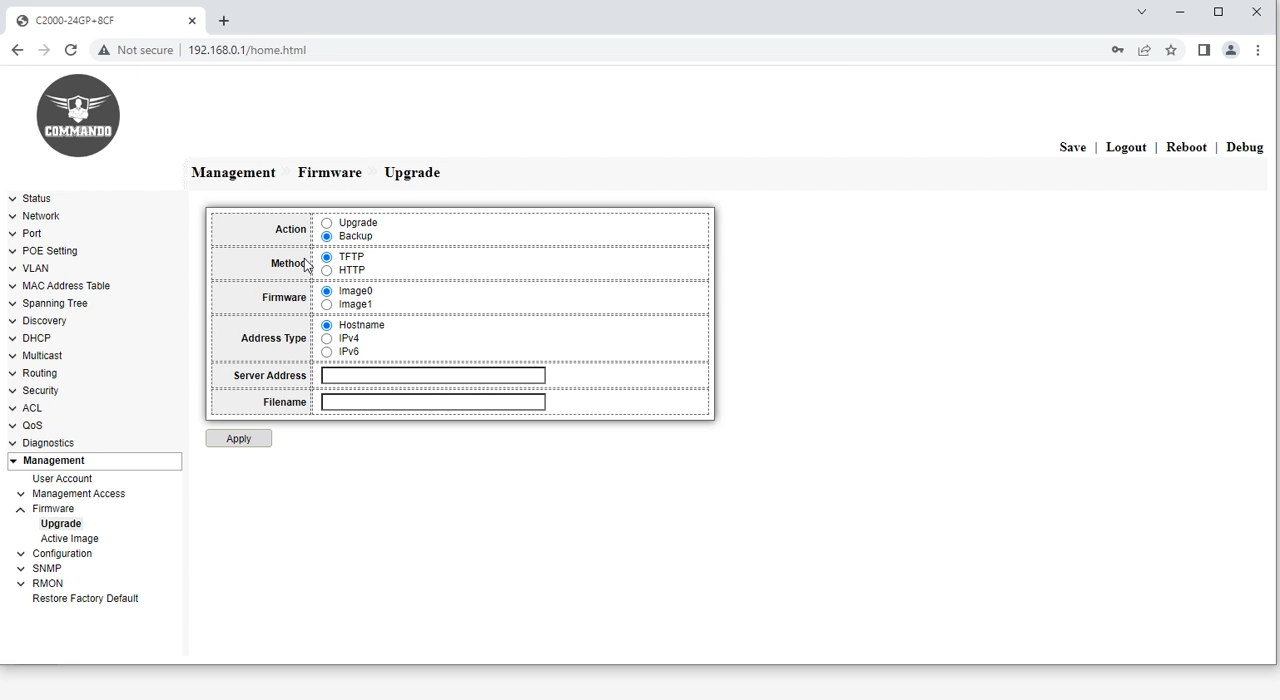 C2000-24GP+8CF
Not secure | 192.168.0.1/home.html
COMMANDO
Save | Logout | Reboot | Debug
Management » Firmware » Upgrade
Status
Network
Port
POE Setting
VLAN
MAC Address Table
Spanning Tree
Discovery
DHCP
Multicast
Routing
Security
ACL
QoS
Diagnostics
Management
User Account
Management Access
Firmware
Upgrade
Active Image
Configuration
SNMP
RMON
Restore Factory Default
Action
Upgrade
Backup
Method
TFTP
HTTP
Firmware
Image0
Image1
Address Type
Hostname
IPv4
IPv6
Server Address
Filename
Apply